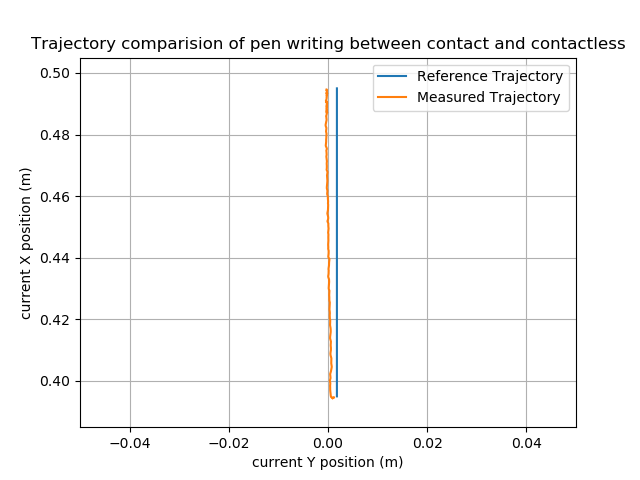 Trajectory comparision of pen writing between contact and contactless
Reference Trajectory
Measured Trajectory
0.50
0.48
0.46
0.44
0.42
0.40
current X position (m)
−0.04 −0.02 0.00 0.02 0.04
current Y position (m)